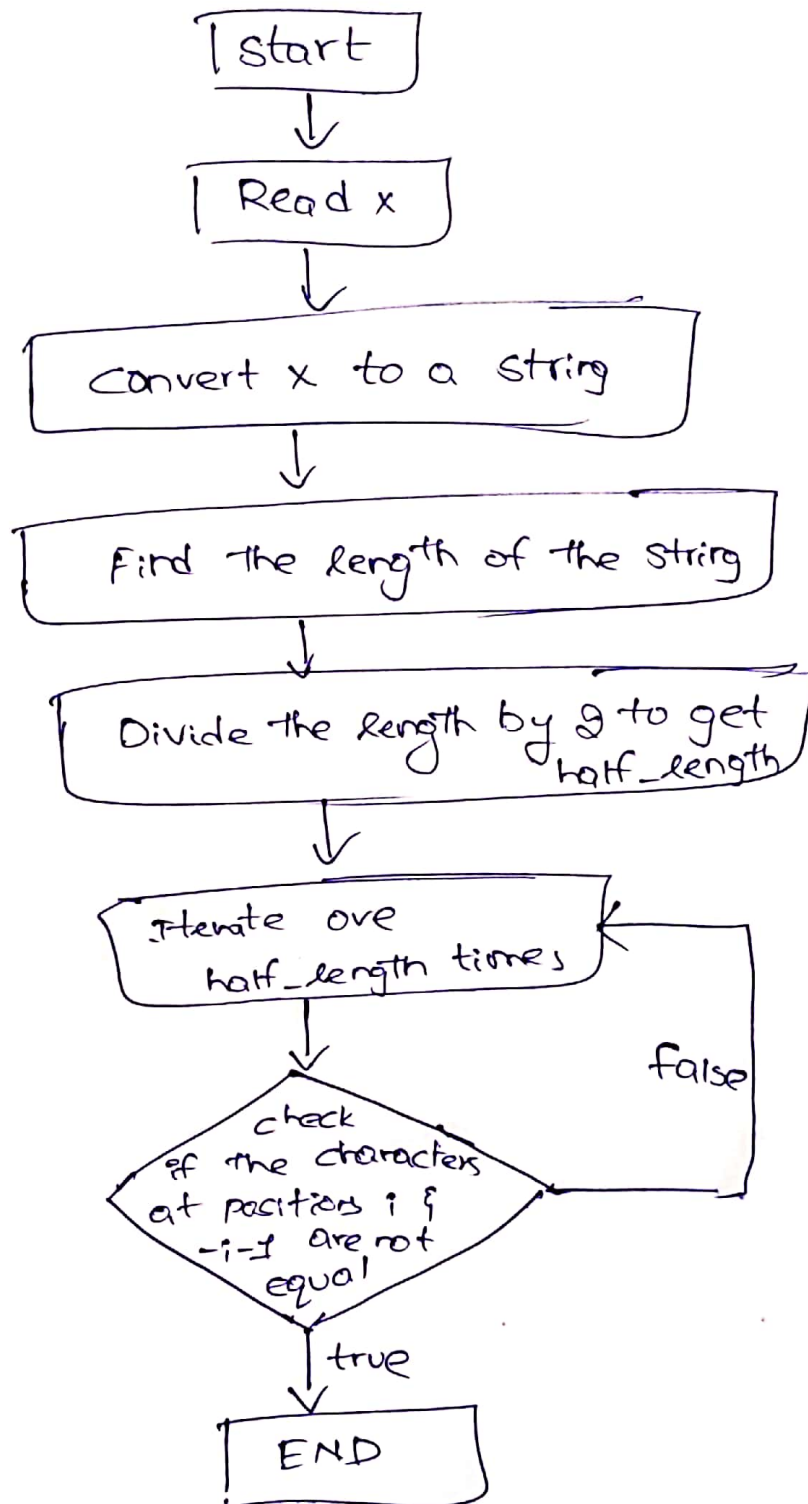 Start
Read x
Convert x to a string
Find the length of the string
Divide the length by 2 to get
half_length
Iterate ove
half_length times
false
check
if the characters
at positions i &
-i-1 are not
equal
true
END